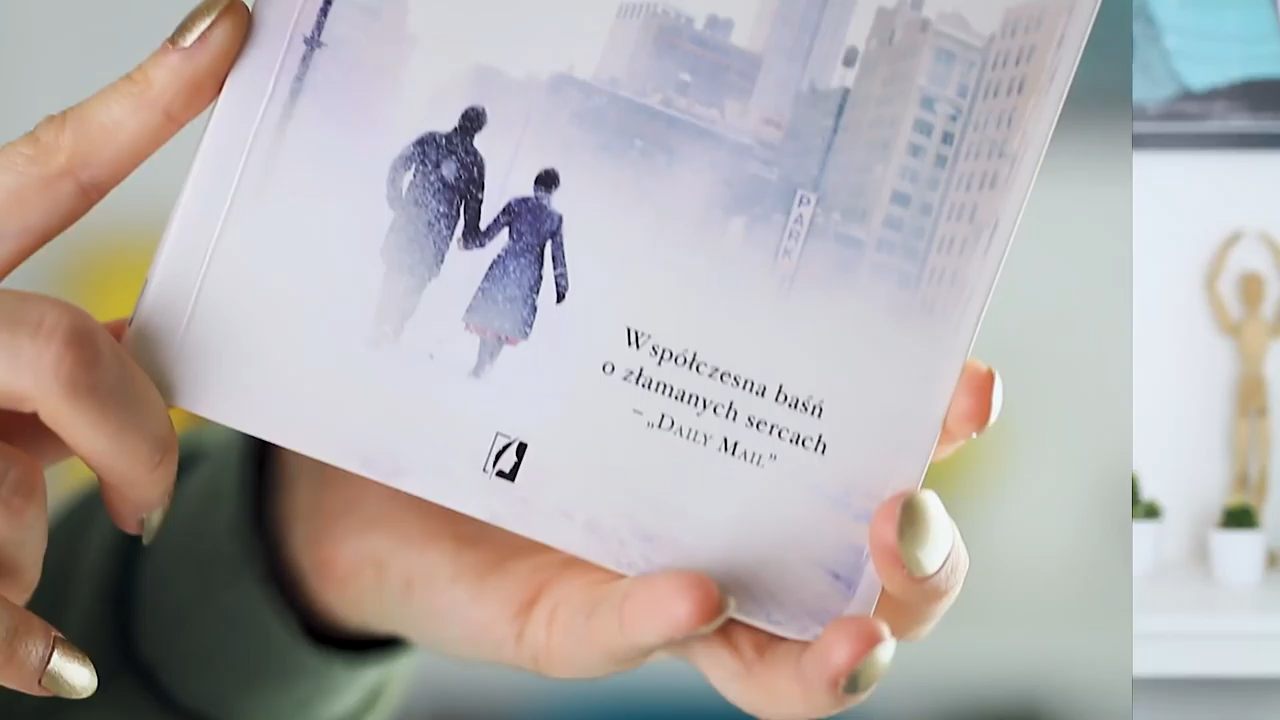 PARK
Współczesna baśń
o złamanych sercach
– „DAILY MAIL”